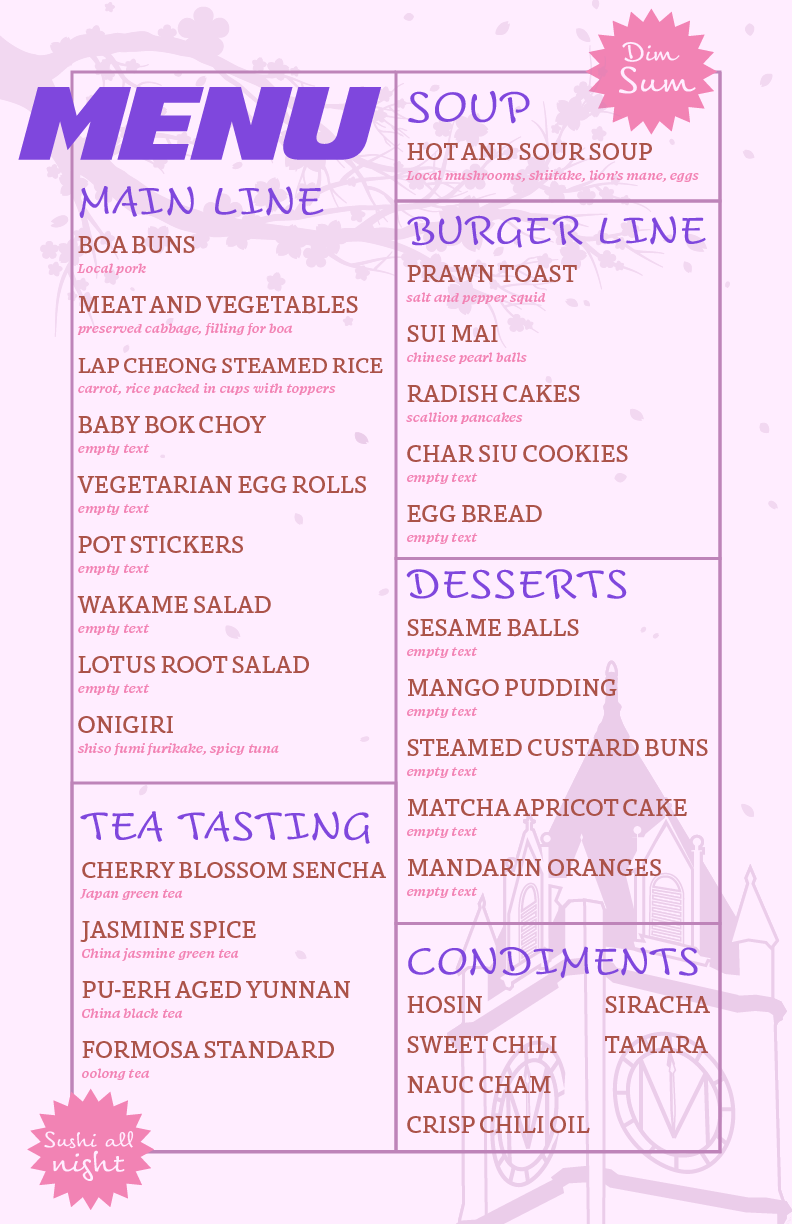 MENU
MAIN LINE
BOA BUNS
Local pork
MEAT AND VEGETABLES
preserved cabbage, filling for boa
LAP CHEONG STEAMED RICE
carrot, rice packed in cups with toppers
BABY BOK CHOY
empty text
VEGETARIAN EGG ROLLS
empty text
POT STICKERS
empty text
WAKAME SALAD
empty text
LOTUS ROOT SALAD
empty text
ONIGIRI
shiso fumi furikake, spicy tuna
TEA TASTING
CHERRY BLOSSOM SENCHA
Japan green tea
JASMINE SPICE
China jasmine green tea
PU-ERH AGED YUNNAN
China black tea
FORMOSA STANDARD
oolong tea
Sushi all
night
Dim
Sum
SOUP
HOT AND SOUR SOUP
Local mushrooms, shiitake, lion's mane, eggs
BURGER LINE
PRAWN TOAST
salt and pepper squid
SUI MAI
chinese pearl balls
RADISH CAKES
scallion pancakes
CHAR SIU COOKIES
empty text
EGG BREAD
empty text
DESSERTS
SESAME BALLS
empty text
MANGO PUDDING
empty text
STEAMED CUSTARD BUNS
empty text
MATCHA APRICOT CAKE
empty text
MANDARIN ORANGES
empty text
CONDIMENTS
HOSIN SIRACHA
SWEET CHILI TAMARA
NAUC CHAM
CRISP CHILI OIL